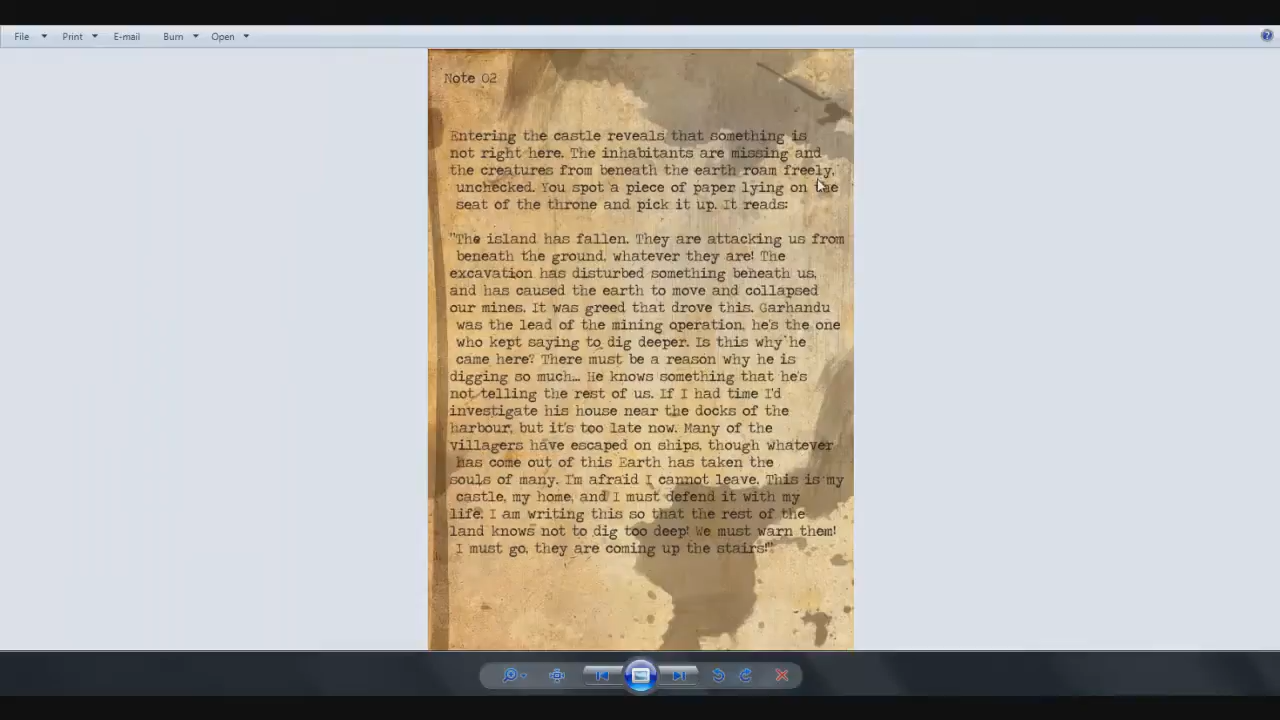 File Print E-mail Burn Open
Note 02
Entering the castle reveals that something is
not right here. The inhabitants are missing and
the creatures from beneath the earth roam freely,
unchecked. You spot a piece of paper lying on the
seat of the throne and pick it up. It reads:
"The island has fallen. They are attacking us from
beneath the ground, whatever they are! The
excavation has disturbed something beneath us,
and has caused the earth to move and collapsed
our mines. It was greed that drove this. Garhandu
was the lead of the mining operation, he's the one
who kept saying to dig deeper. Is this why he
came here? There must be a reason why he is
digging so much... He knows something that he's
not telling the rest of us. If I had time I'd
investigate his house near the docks of the
harbour, but it's too late now. Many of the
villagers have escaped on ships, though whatever
has come out of this Earth has taken the
souls of many. I'm afraid I cannot leave. This is my
castle, my home, and I must defend it with my
life. I am writing this so that the rest of the
land knows not to dig too deep! We must warn them!
I must go, they are coming up the stairs!"